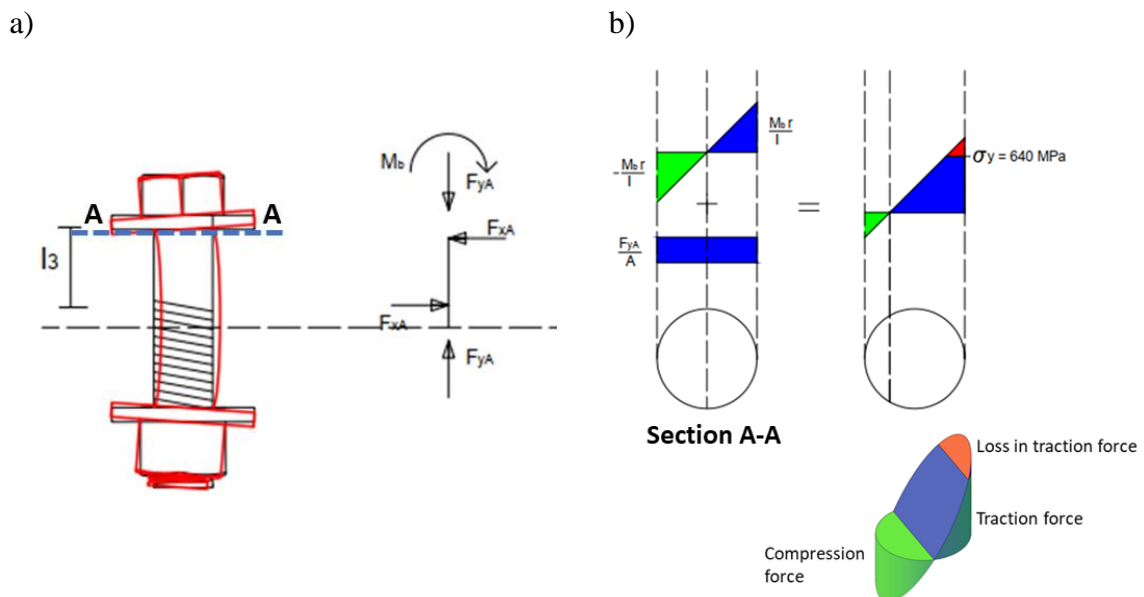 a)
A A
l3
Mb
FyA
FxA
FxA
FyA
b)
Mb r
I
-Mb r
I
+
=
FyA
A
σy = 640 MPa
Section A-A
Loss in traction force
Traction force
Compression
force